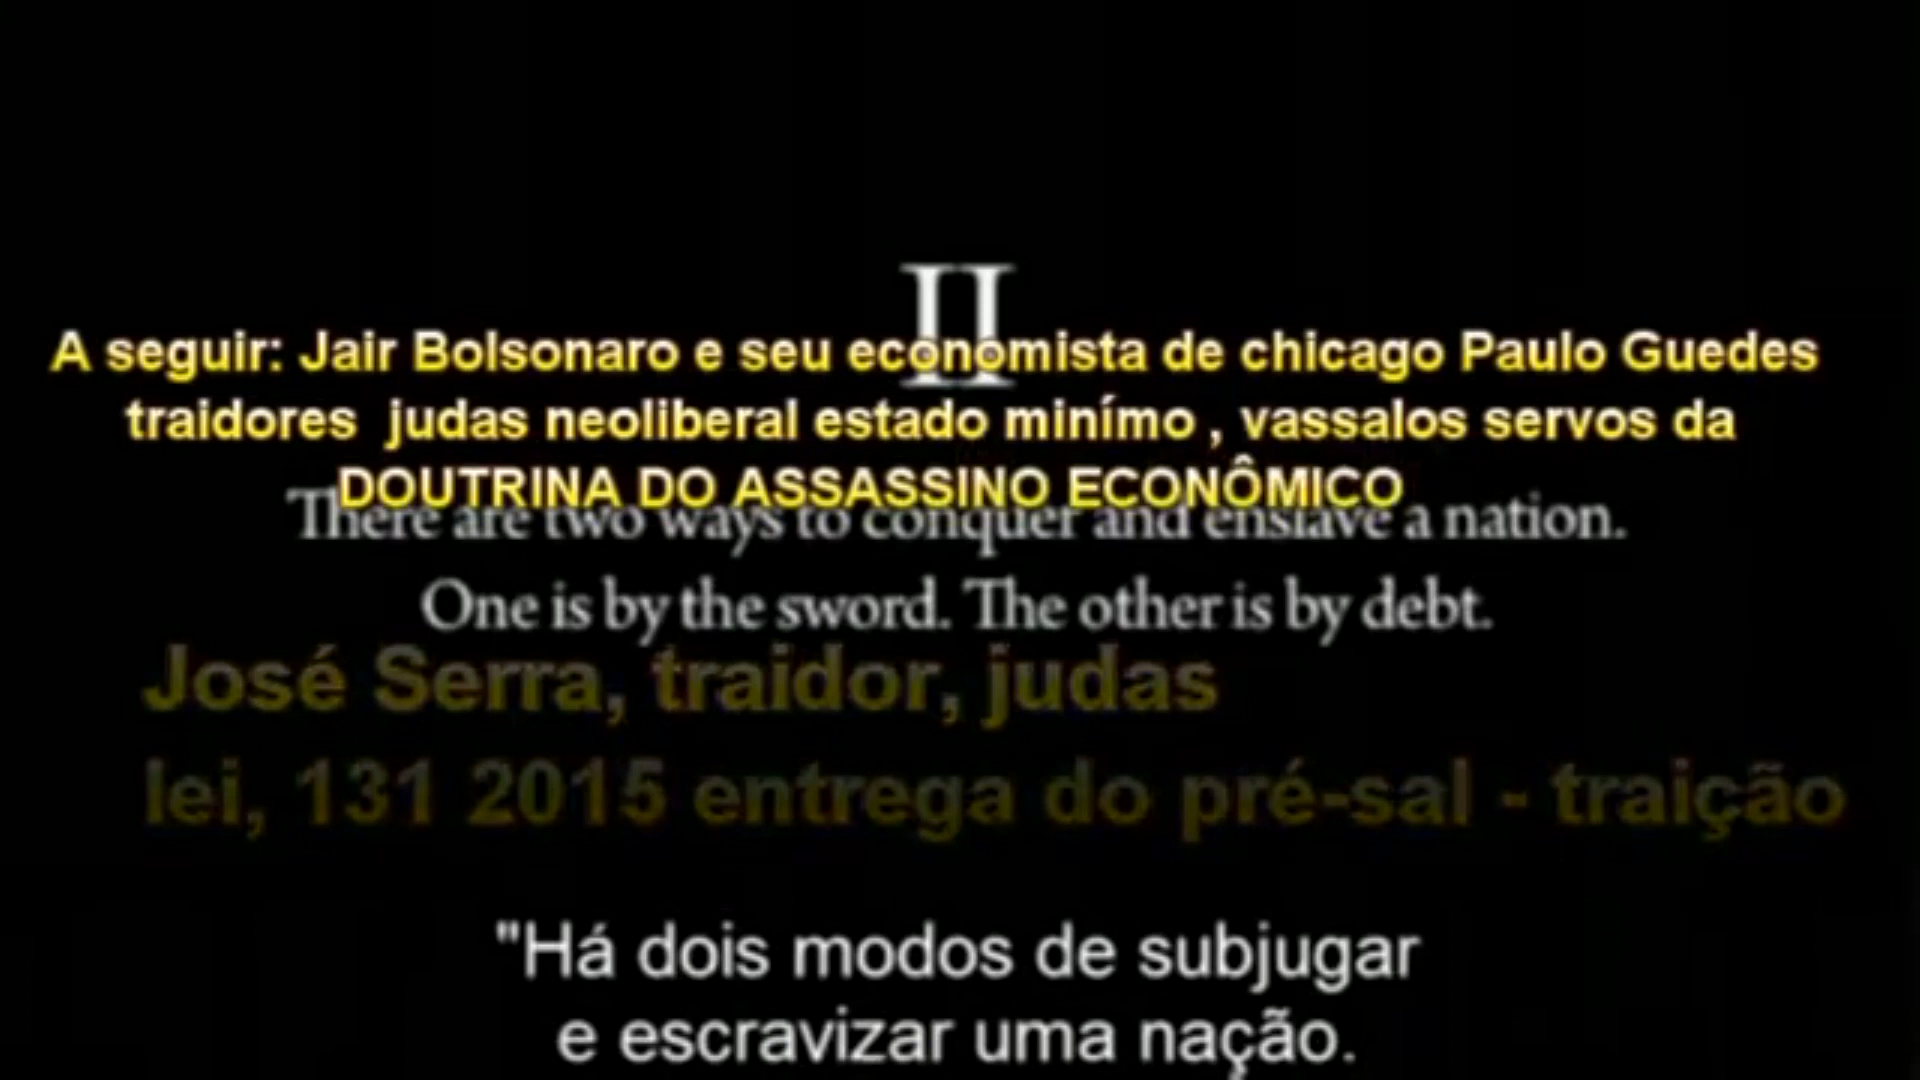 II
A seguir: Jair Bolsonaro e seu economista de chicago Paulo Guedes
traidores judas neoliberal estado minímo , vassalos servos da
DOUTRINA DO ASSASSINO ECONÔMICO
There are two ways to conquer and enslave a nation.
One is by the sword. The other is by debt.
José Serra, traidor, judas
lei, 131 2015 entrega do pré-sal - traição
"Há dois modos de subjugar
e escravizar uma nação.